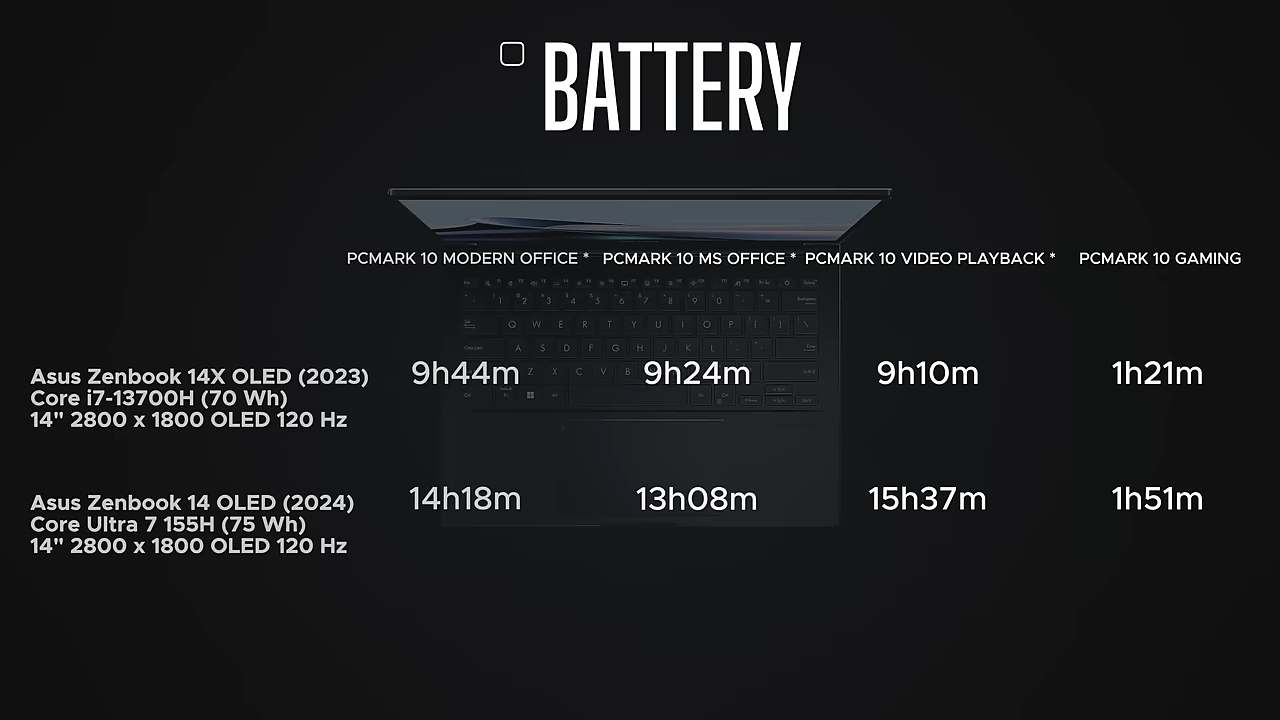 BATTERY
PCMARK 10 MODERN OFFICE * PCMARK 10 MS OFFICE * PCMARK 10 VIDEO PLAYBACK * PCMARK 10 GAMING
Asus Zenbook 14X OLED (2023) 9h44m 9h24m 9h10m 1h21m
Core i7-13700H (70 Wh)
14" 2800 x 1800 OLED 120 Hz
Asus Zenbook 14 OLED (2024) 14h18m 13h08m 15h37m 1h51m
Core Ultra 7 155H (75 Wh)
14" 2800 x 1800 OLED 120 Hz